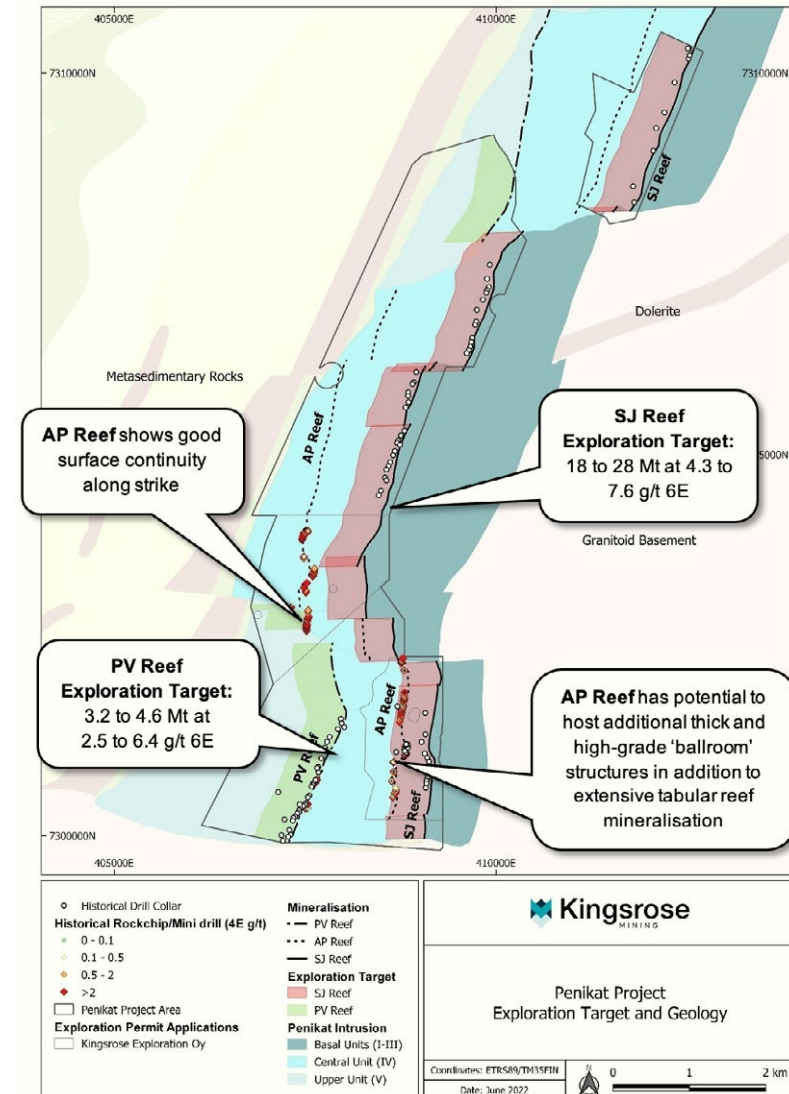 405000E
410000E
7310000N
7310000N
SJ Reef
Dolerite
Metasedimentary Rocks
AP Reef
AP Reef shows good
surface continuity
along strike
SJ Reef
Exploration Target:
18 to 28 Mt at 4.3 to
7.6 g/t 6E
5000N
Granitoid Basement
PV Reef
Exploration Target:
3.2 to 4.6 Mt at
2.5 to 6.4 g/t 6E
AP Reef
PV Reef
SJ Reef
AP Reef has potential to
host additional thick and
high-grade ‘ballroom’
structures in addition to
extensive tabular reef
mineralisation
7300000N
405000E
410000E
Historical Drill Collar
Historical Rockchip/Mini drill (4E g/t)
0 - 0.1
0.1 - 0.5
0.5 - 2
>2
Penikat Project Area
Exploration Permit Applications
Kingsrose Exploration Oy
Mineralisation
PV Reef
AP Reef
SJ Reef
Exploration Target
SJ Reef
PV Reef
Penikat Intrusion
Basal Units (I-III)
Central Unit (IV)
Upper Unit (V)
Kingsrose
MINING
Penikat Project
Exploration Target and Geology
Coordinates: ETRS89/TM35FIN
Date: June 2022
N
0 1 2 km